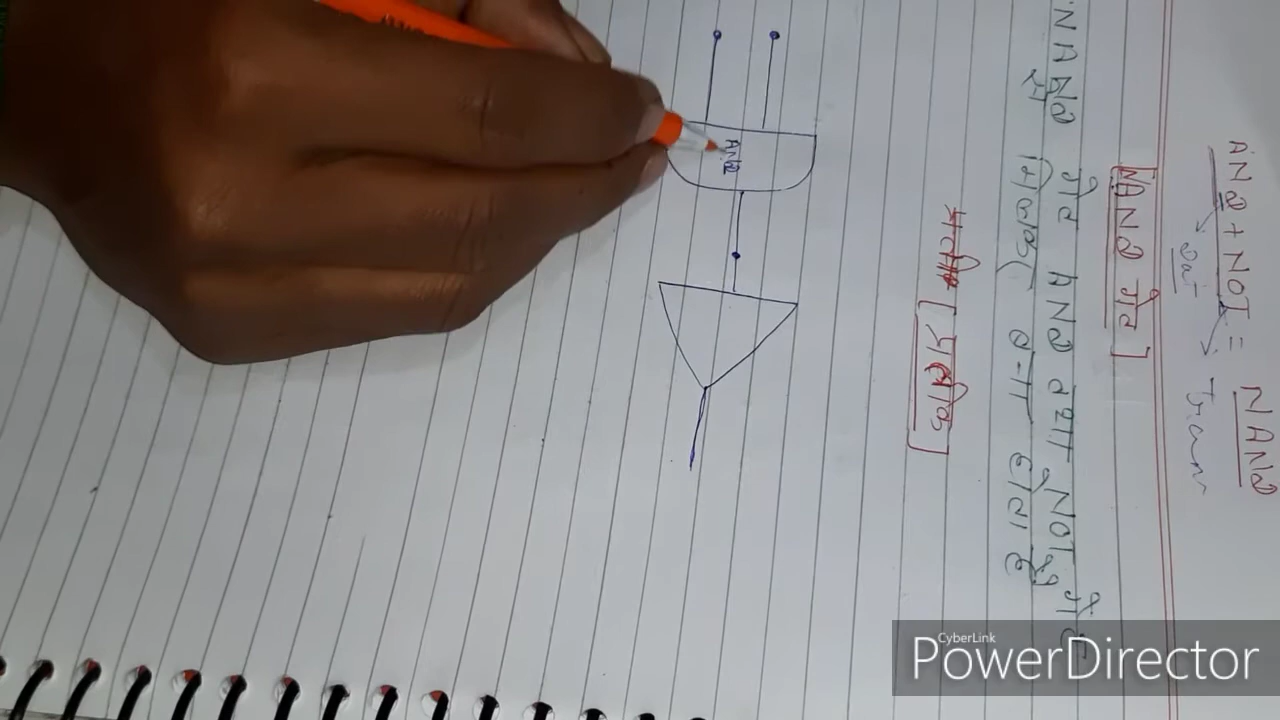 AND + NOT = NAND
[NAND गेट]
NAND गेट AND तथा NOT गेट
से मिलकर बना होता है
[प्रतीक]
AND
CyberLink
PowerDirector